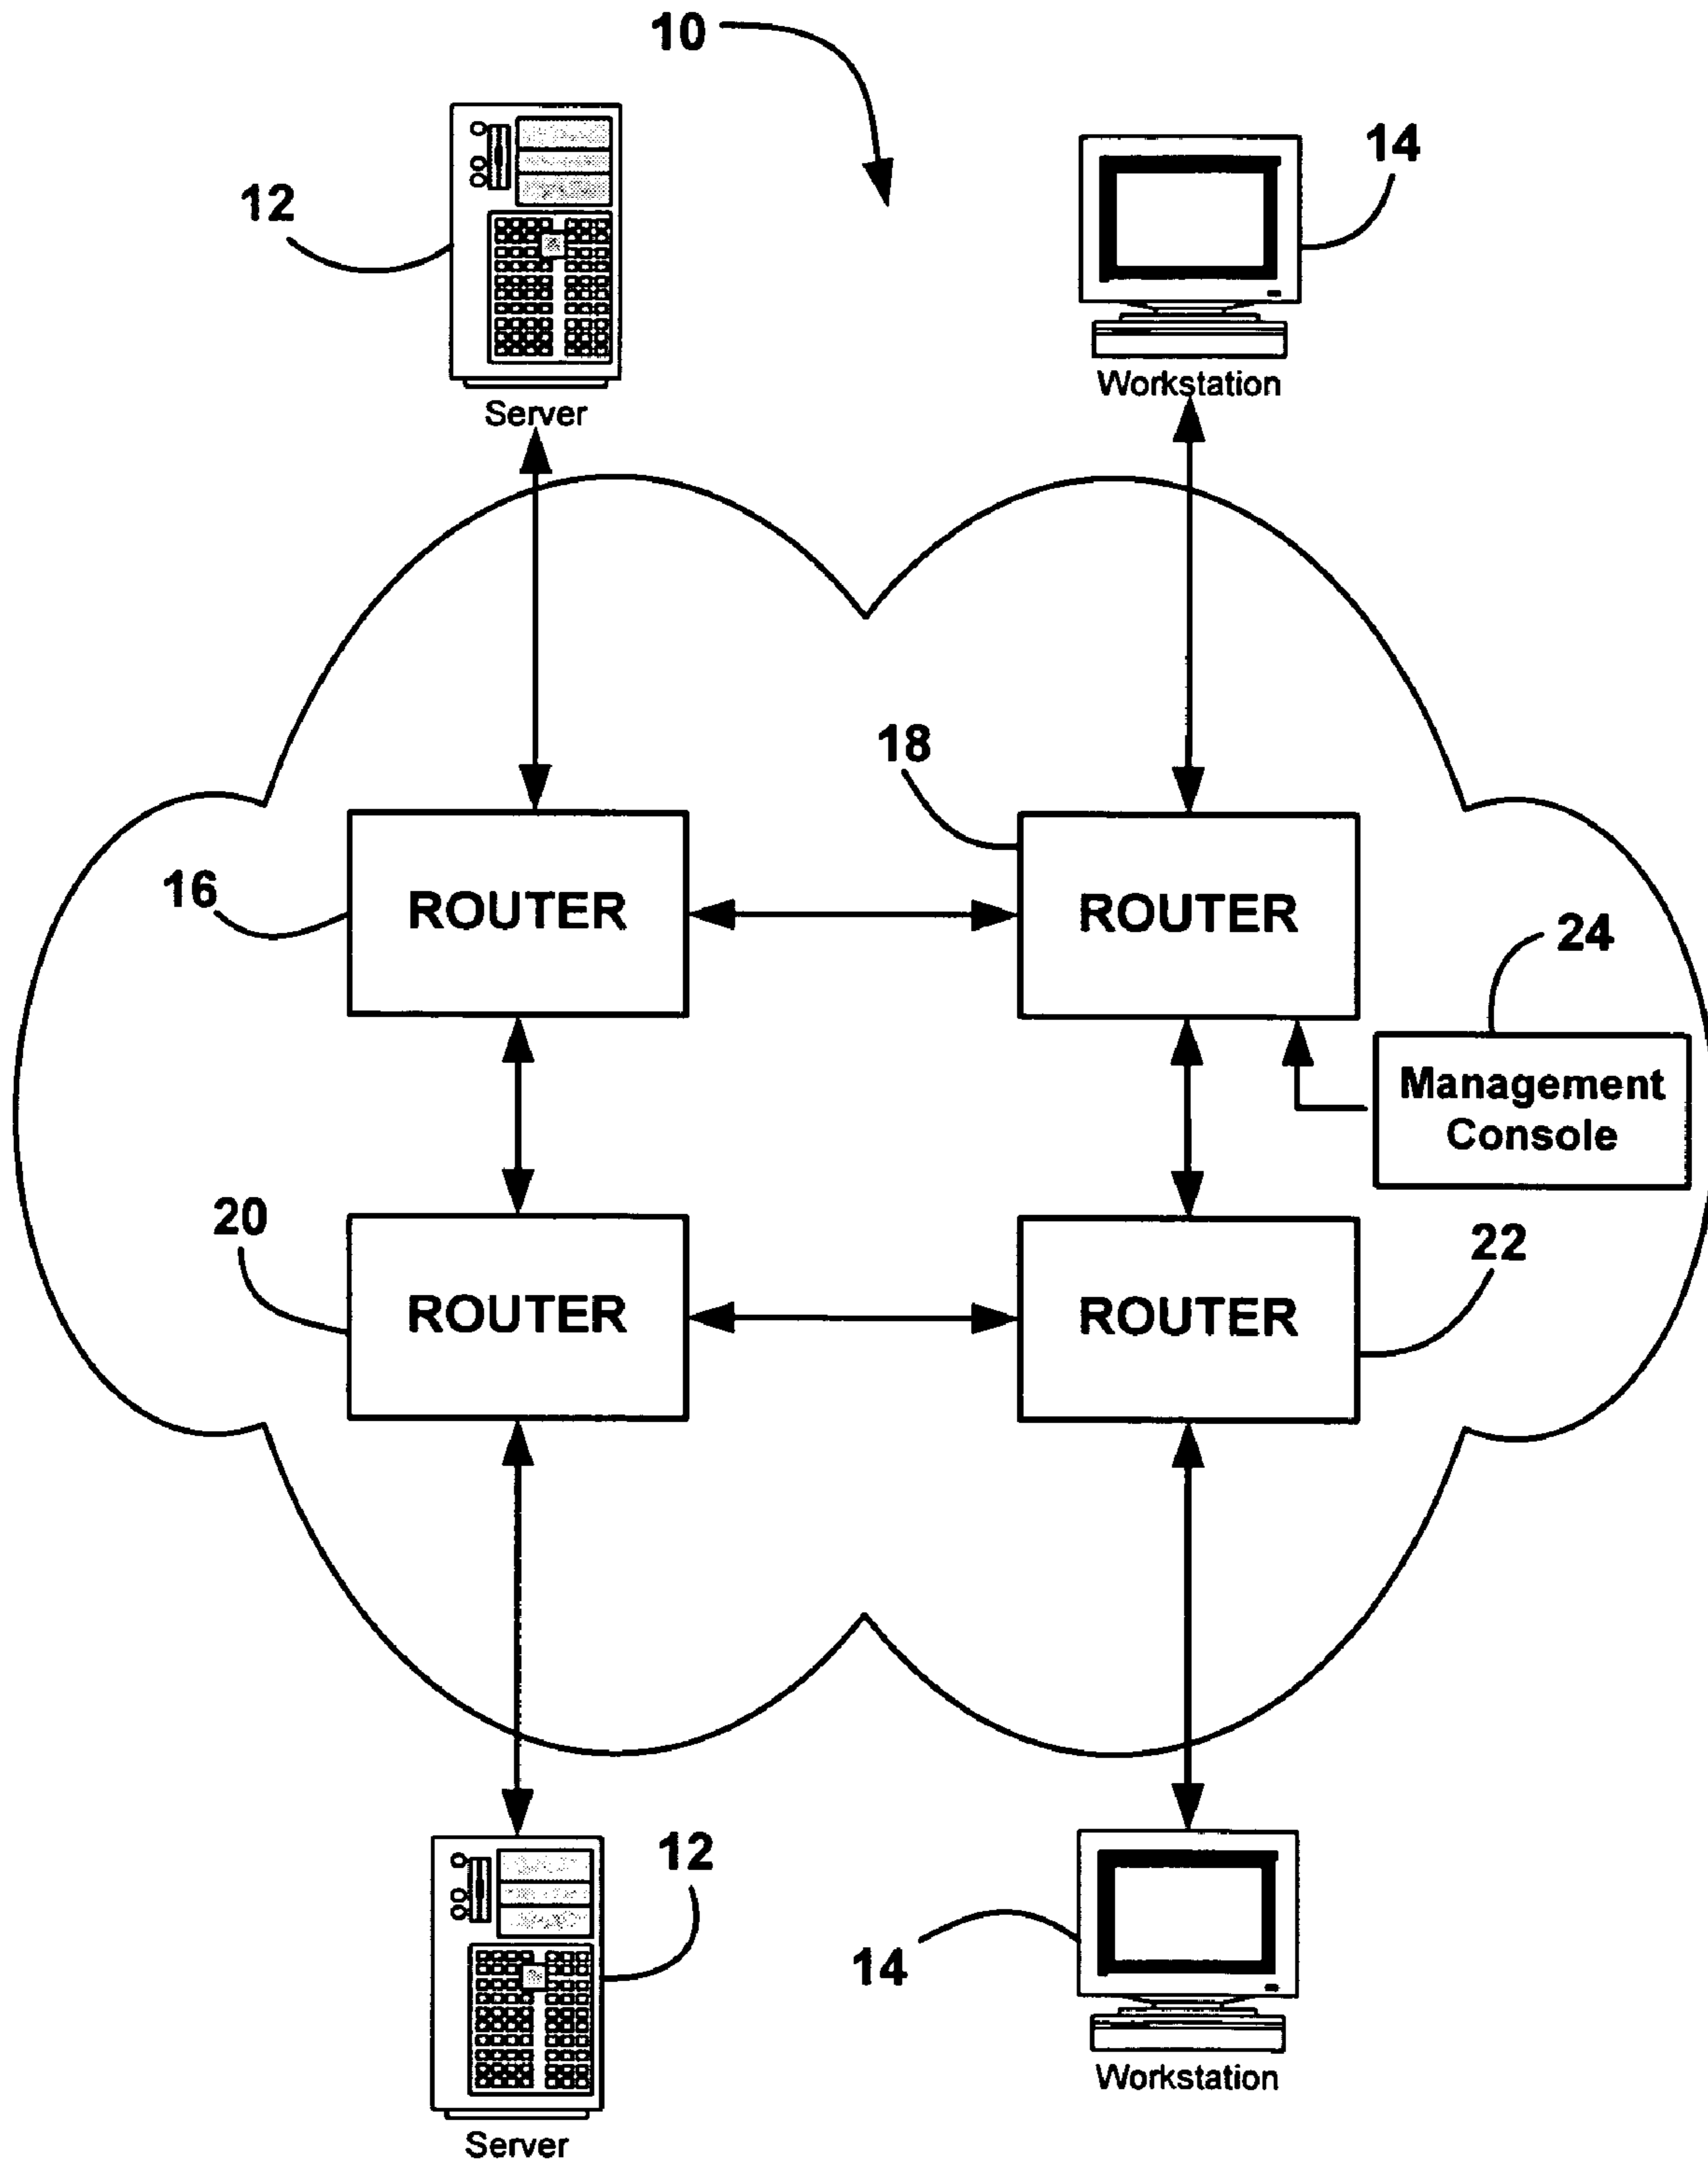 10
12
14
Workstation
Server
18
16
ROUTER
ROUTER
24
Management
Console
20
22
ROUTER
ROUTER
12
14
Workstation
Server